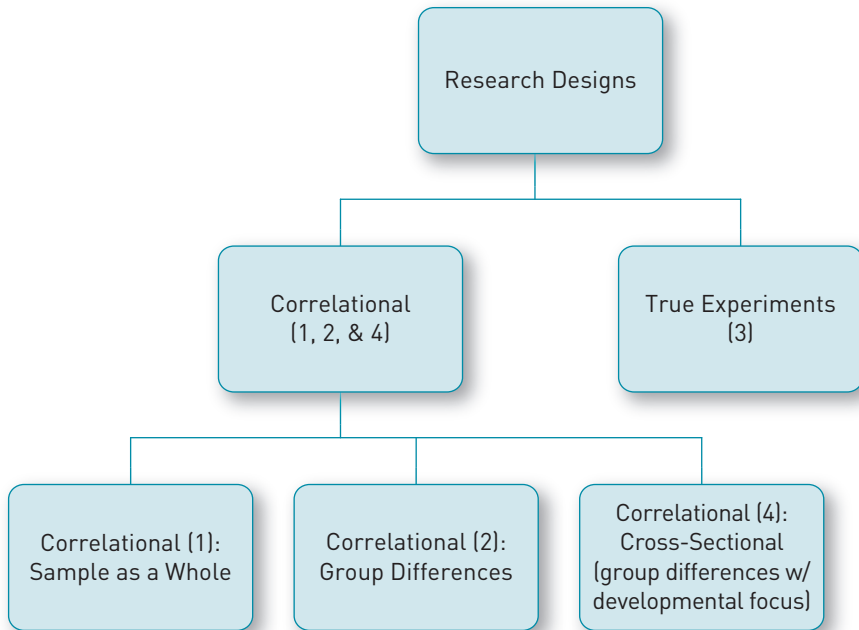 Research Designs
Correlational
(1, 2, & 4)
True Experiments
(3)
Correlational (1):
Sample as a Whole
Correlational (2):
Group Differences
Correlational (4):
Cross-Sectional
(group differences w/
developmental focus)